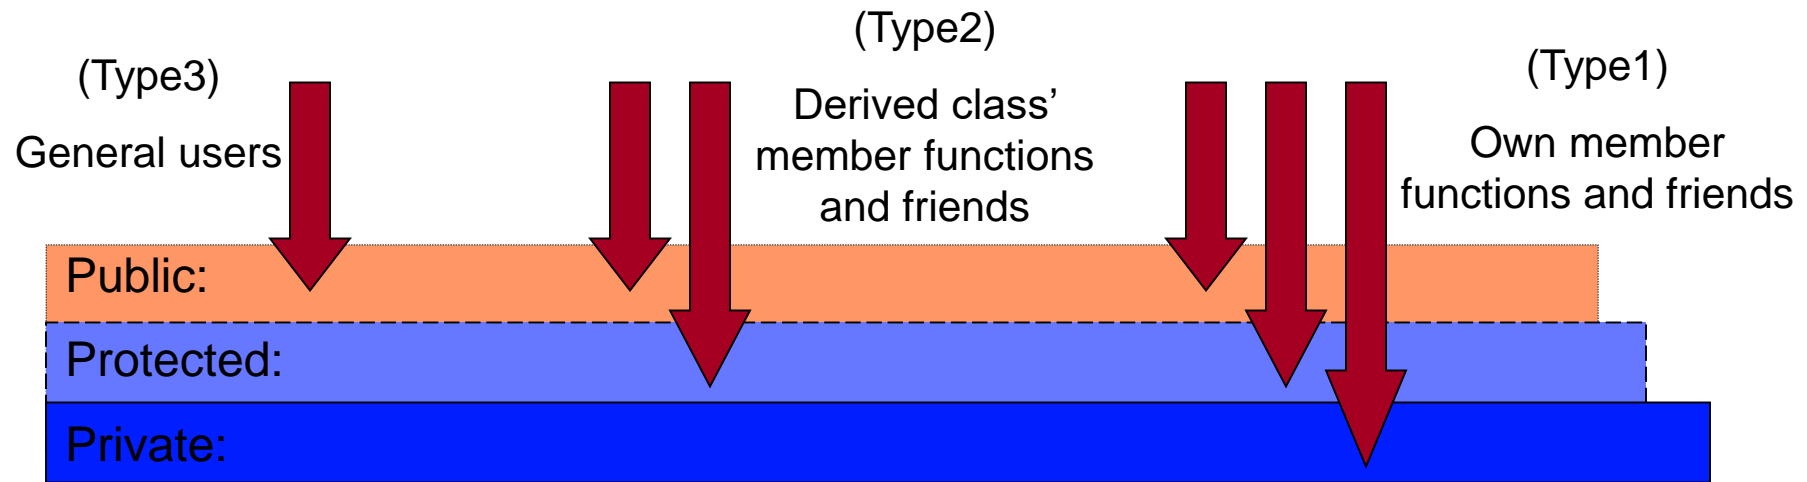 (Type3)
General users
(Type2)
Derived class’
member functions
and friends
(Type1)
Own member
functions and friends
Public:
Protected:
Private: